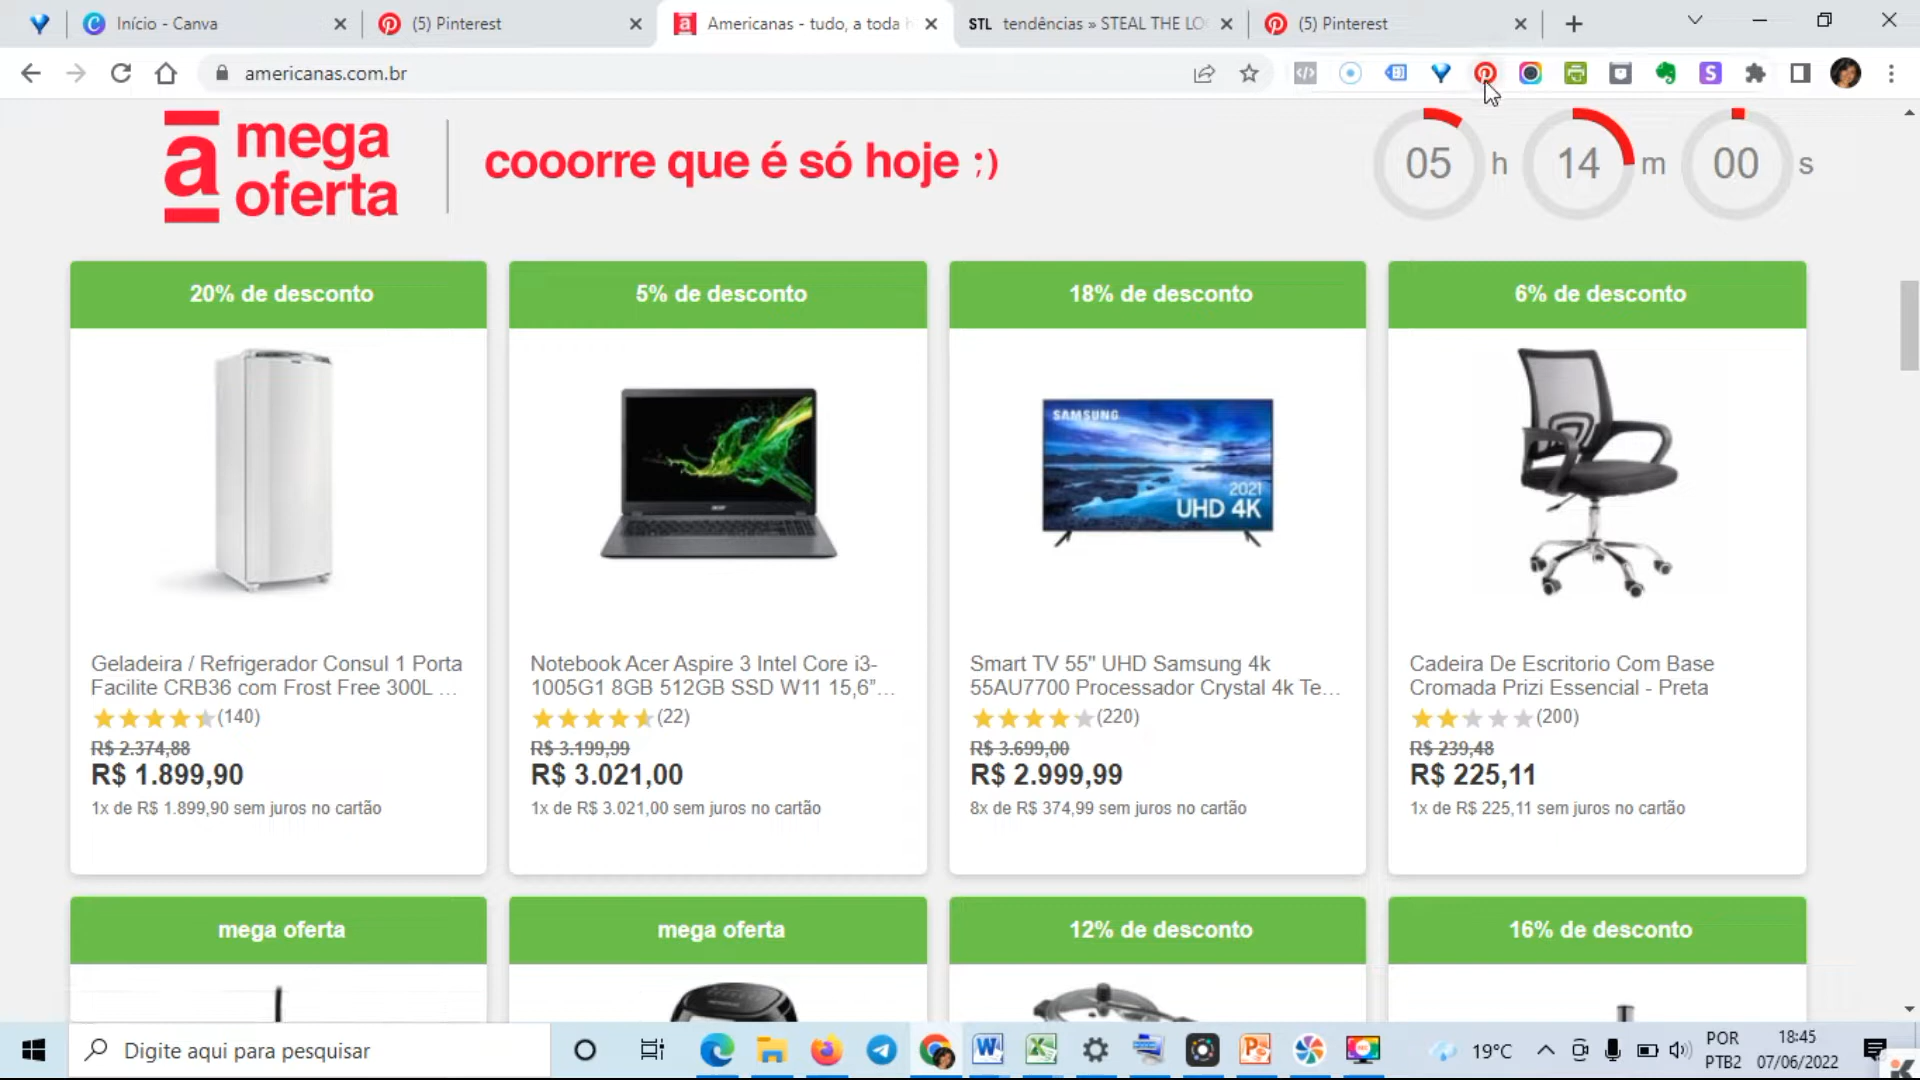 Início - Canva
(5) Pinterest
Americanas - tudo, a toda h
STL tendências » STEAL THE LO
(5) Pinterest
americanas.com.br
a mega oferta
cooorre que é só hoje ;)
05 h 14 m 00 s
20% de desconto
5% de desconto
18% de desconto
6% de desconto
acer
SAMSUNG
2021
UHD 4K
Geladeira / Refrigerador Consul 1 Porta
Facilite CRB36 com Frost Free 300L ...
(140)
R$ 2.374,88
R$ 1.899,90
1x de R$ 1.899,90 sem juros no cartão
Notebook Acer Aspire 3 Intel Core i3-
1005G1 8GB 512GB SSD W11 15,6”...
(22)
R$ 3.199,99
R$ 3.021,00
1x de R$ 3.021,00 sem juros no cartão
Smart TV 55" UHD Samsung 4k
55AU7700 Processador Crystal 4k Te...
(220)
R$ 3.699,00
R$ 2.999,99
8x de R$ 374,99 sem juros no cartão
Cadeira De Escritorio Com Base
Cromada Prizi Essencial - Preta
(200)
R$ 239,48
R$ 225,11
1x de R$ 225,11 sem juros no cartão
mega oferta
mega oferta
12% de desconto
16% de desconto
Digite aqui para pesquisar
19°C
POR
PTB2
18:45
07/06/2022